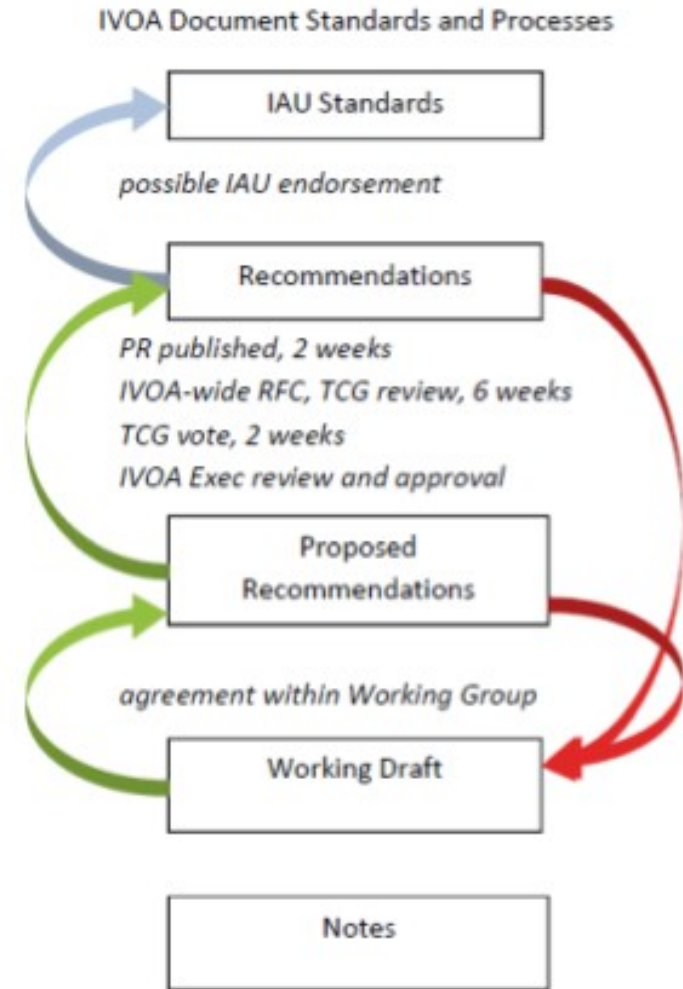 IVOA Document Standards and Processes
IAU Standards
possible IAU endorsement
Recommendations
PR published, 2 weeks
IVOA-wide RFC, TCG review, 6 weeks
TCG vote, 2 weeks
IVOA Exec review and approval
Proposed
Recommendations
agreement within Working Group
Working Draft
Notes